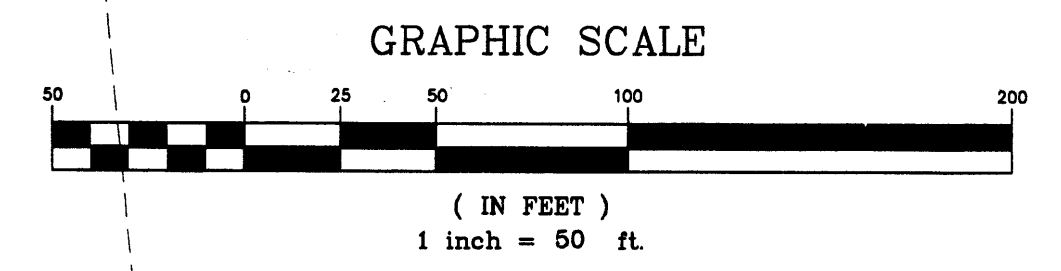 GRAPHIC SCALE
50 0 25 50 100 200
( IN FEET )
1 inch = 50 ft.